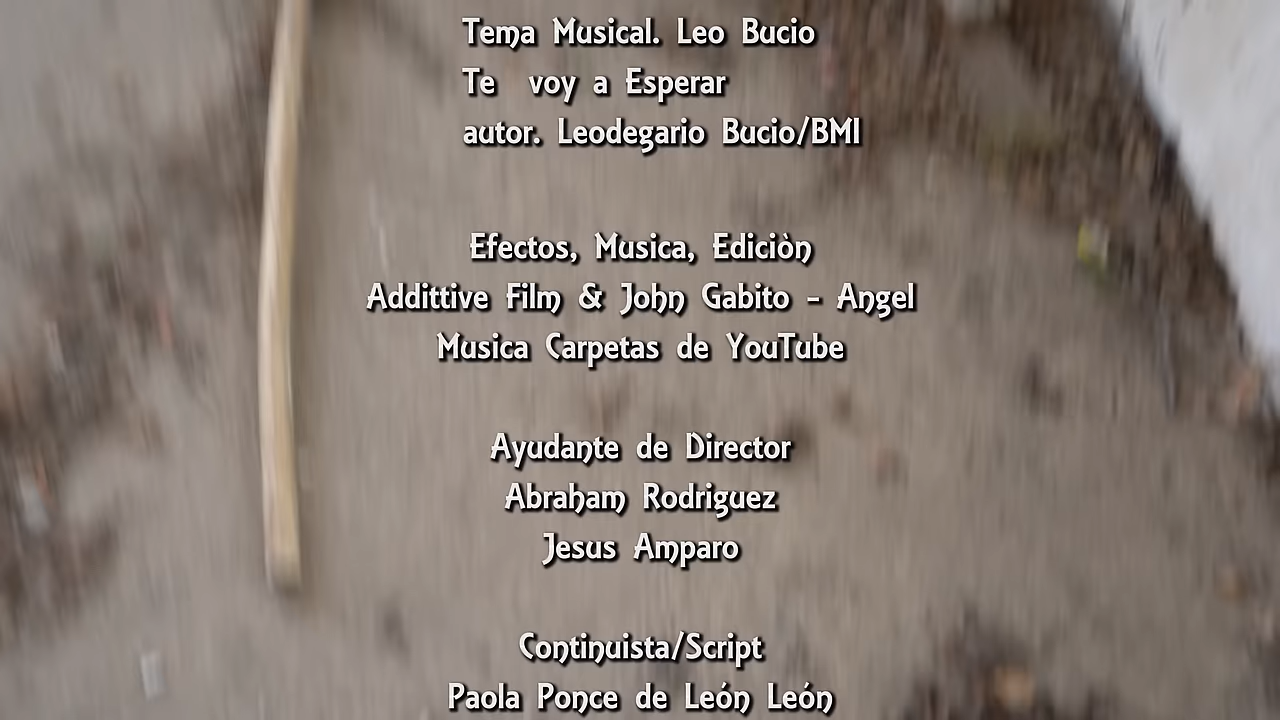 Tema Musical. Leo Bucio
Te voy a Esperar
autor. Leodegario Bucio/BMI
Efectos, Musica, Ediciòn
Addittive Film & John Gabito - Angel
Musica Carpetas de YouTube
Ayudante de Director
Abraham Rodriguez
Jesus Amparo
Continuista/Script
Paola Ponce de León León